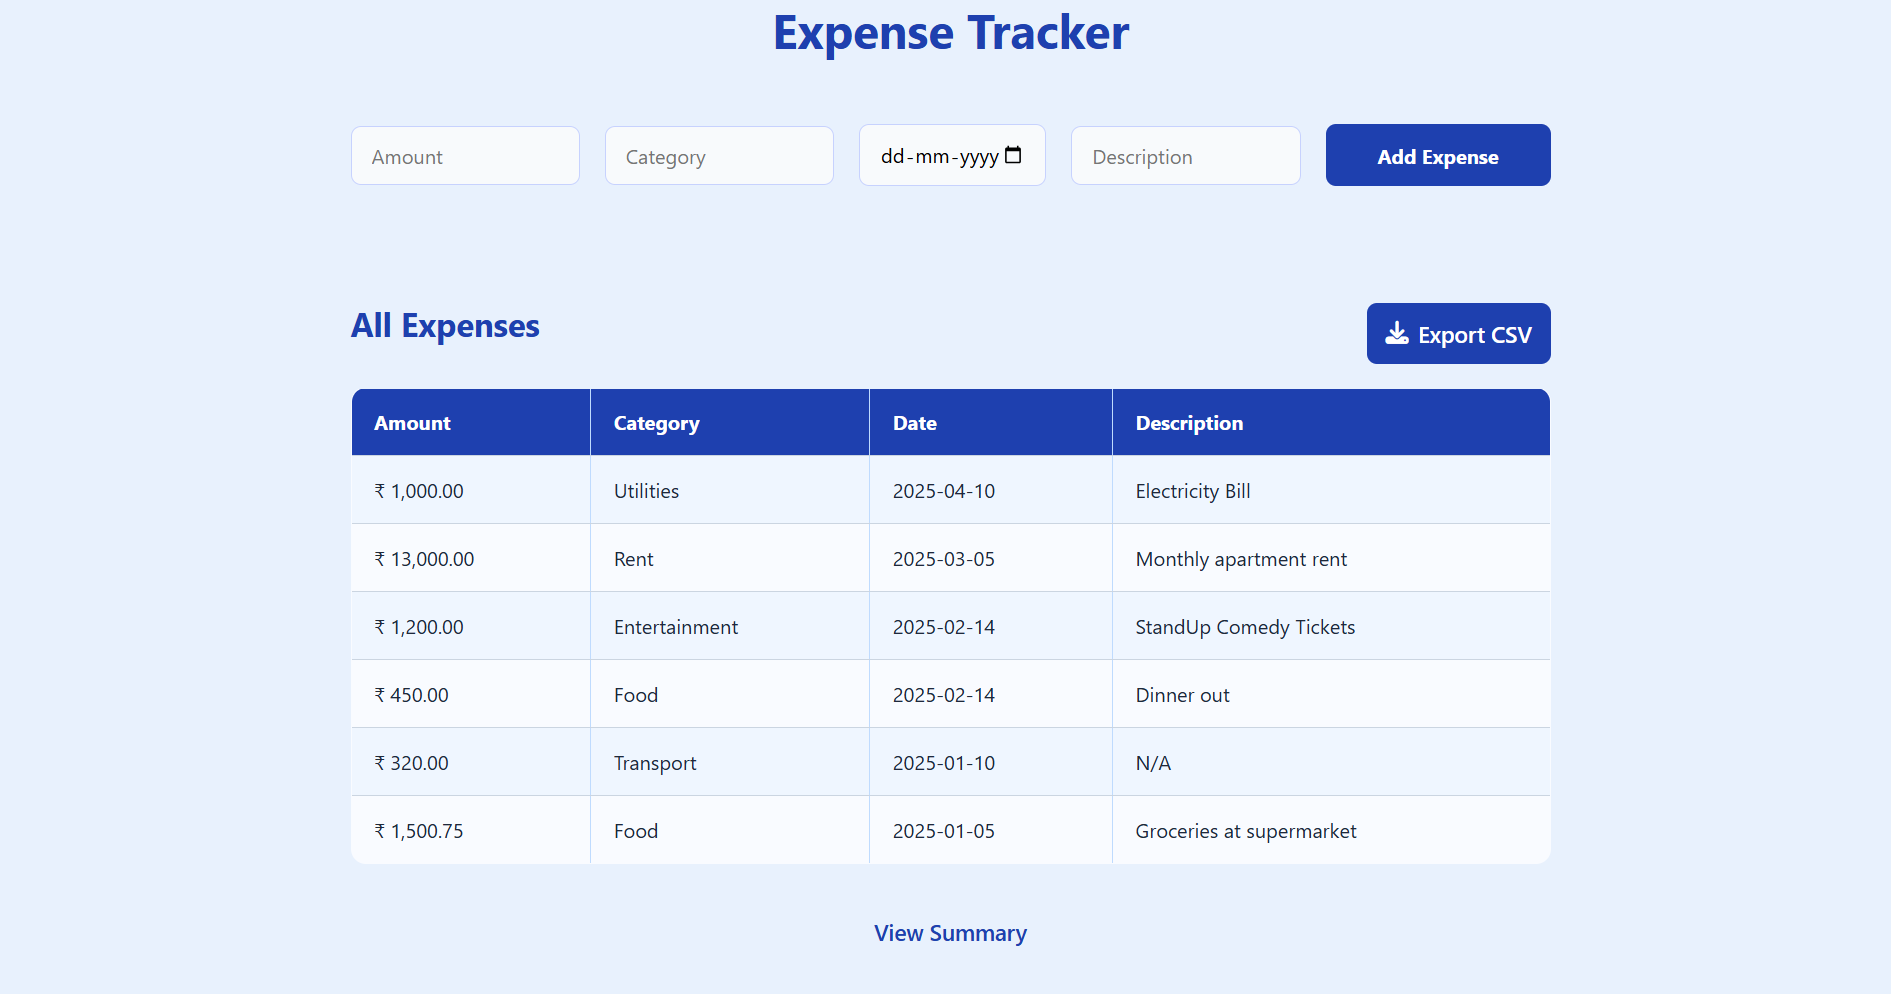 Expense Tracker
Amount Category dd-mm-yyyy Description Add Expense
All Expenses Export CSV
Amount Category Date Description
₹ 1,000.00 Utilities 2025-04-10 Electricity Bill
₹ 13,000.00 Rent 2025-03-05 Monthly apartment rent
₹ 1,200.00 Entertainment 2025-02-14 StandUp Comedy Tickets
₹ 450.00 Food 2025-02-14 Dinner out
₹ 320.00 Transport 2025-01-10 N/A
₹ 1,500.75 Food 2025-01-05 Groceries at supermarket
View Summary